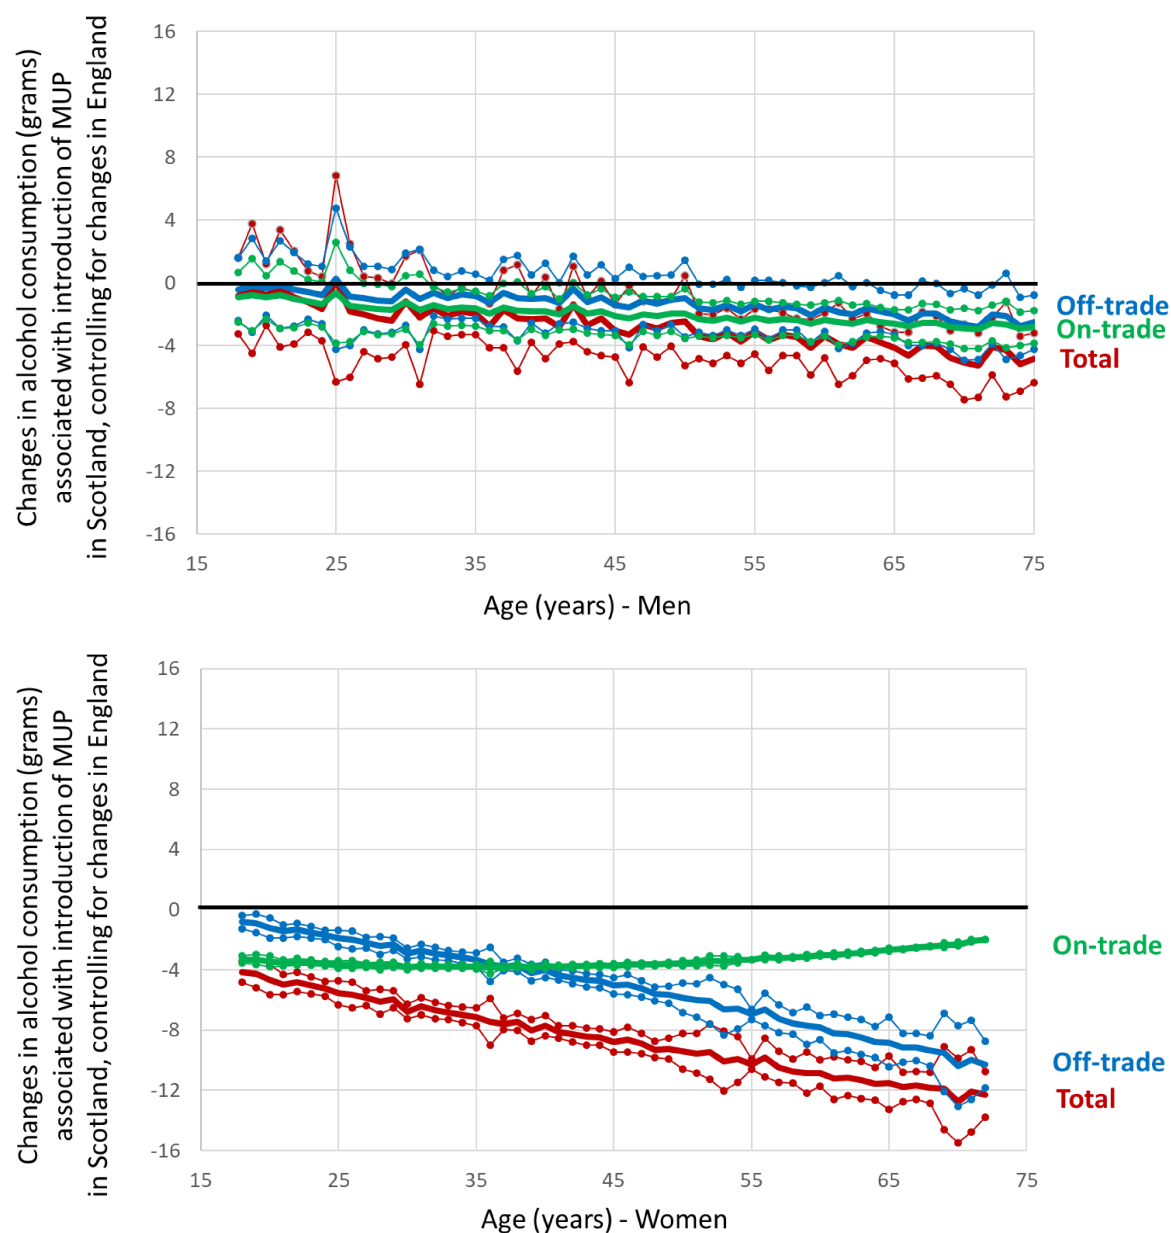 Changes in alcohol consumption (grams)
associated with introduction of MUP
in Scotland, controlling for changes in England
16
12
8
4
0
-4
-8
-12
-16
15
25
35
45
55
65
75
Age (years) - Men
Off-trade
On-trade
Total
Changes in alcohol consumption (grams)
associated with introduction of MUP
in Scotland, controlling for changes in England
16
12
8
4
0
-4
-8
-12
-16
15
25
35
45
55
65
75
Age (years) - Women
On-trade
Off-trade
Total